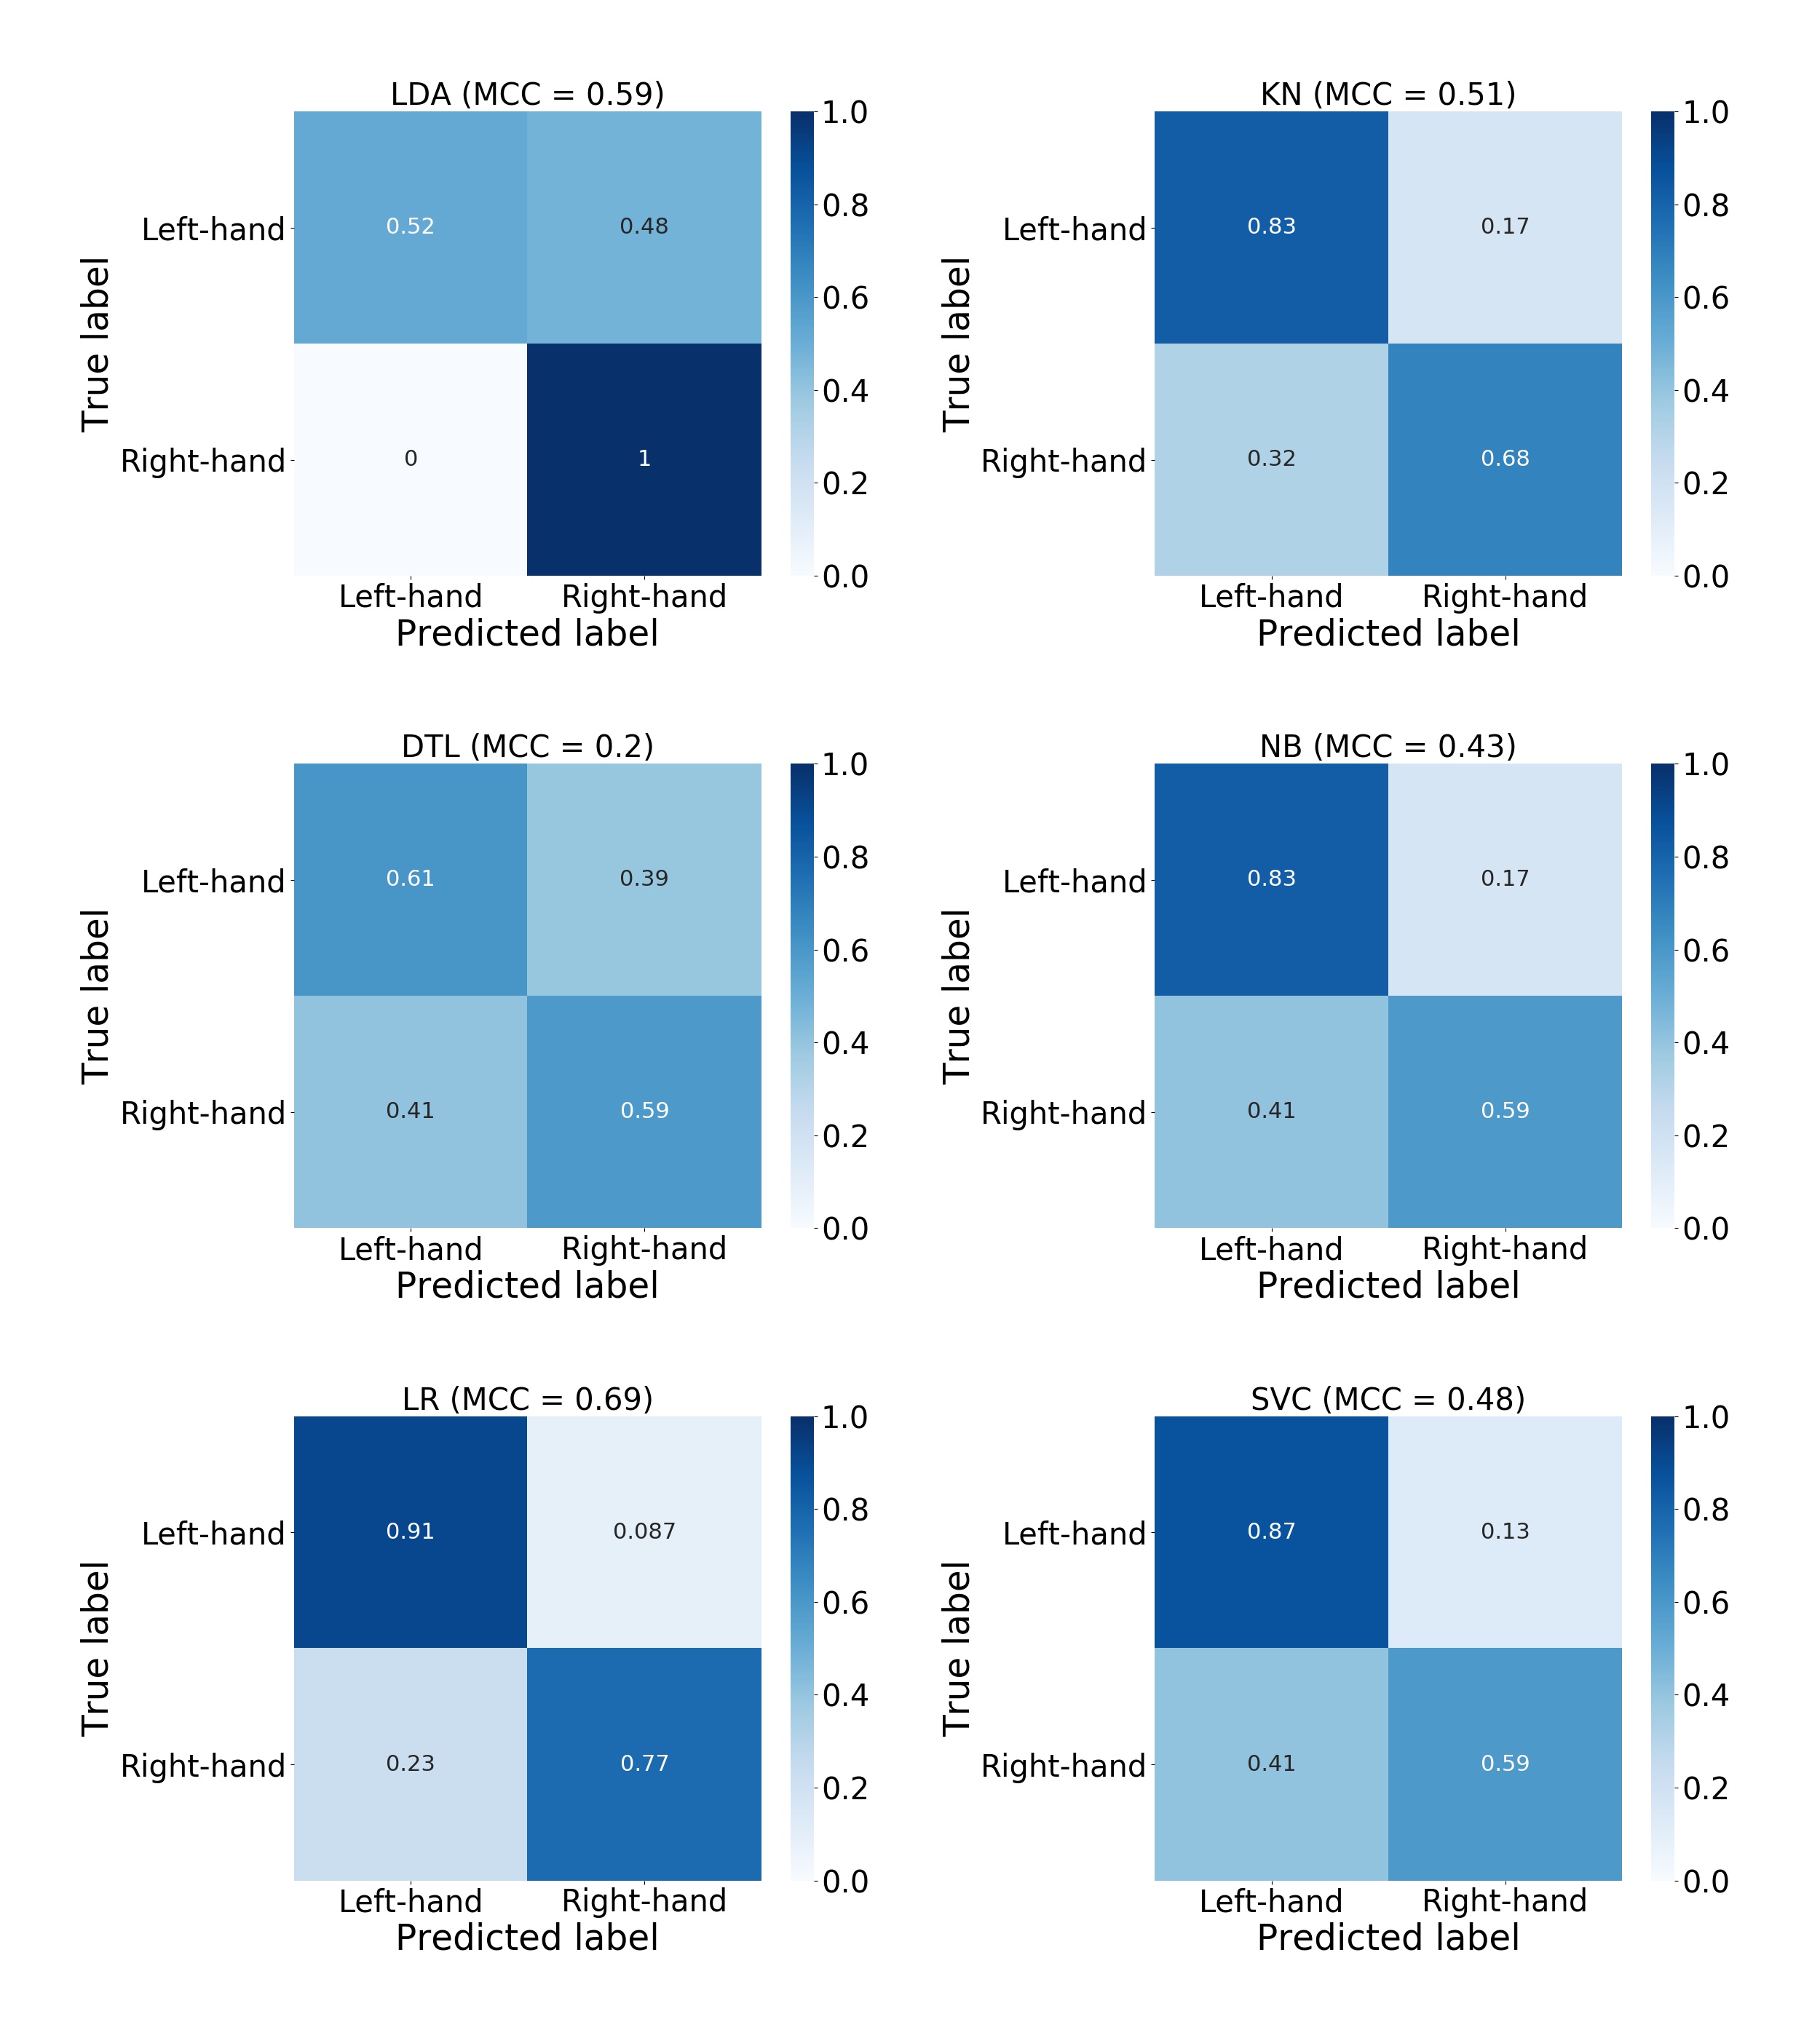 LDA (MCC = 0.59)
1.0
0.8
0.6
0.4
0.2
0.0
True label
Left-hand
0.52
0.48
Right-hand
0
1
Left-hand
Right-hand
Predicted label
KN (MCC = 0.51)
1.0
0.8
0.6
0.4
0.2
0.0
True label
Left-hand
0.83
0.17
Right-hand
0.32
0.68
Left-hand
Right-hand
Predicted label
DTL (MCC = 0.2)
1.0
0.8
0.6
0.4
0.2
0.0
True label
Left-hand
0.61
0.39
Right-hand
0.41
0.59
Left-hand
Right-hand
Predicted label
NB (MCC = 0.43)
1.0
0.8
0.6
0.4
0.2
0.0
True label
Left-hand
0.83
0.17
Right-hand
0.41
0.59
Left-hand
Right-hand
Predicted label
LR (MCC = 0.69)
1.0
0.8
0.6
0.4
0.2
0.0
True label
Left-hand
0.91
0.087
Right-hand
0.23
0.77
Left-hand
Right-hand
Predicted label
SVC (MCC = 0.48)
1.0
0.8
0.6
0.4
0.2
0.0
True label
Left-hand
0.87
0.13
Right-hand
0.41
0.59
Left-hand
Right-hand
Predicted label